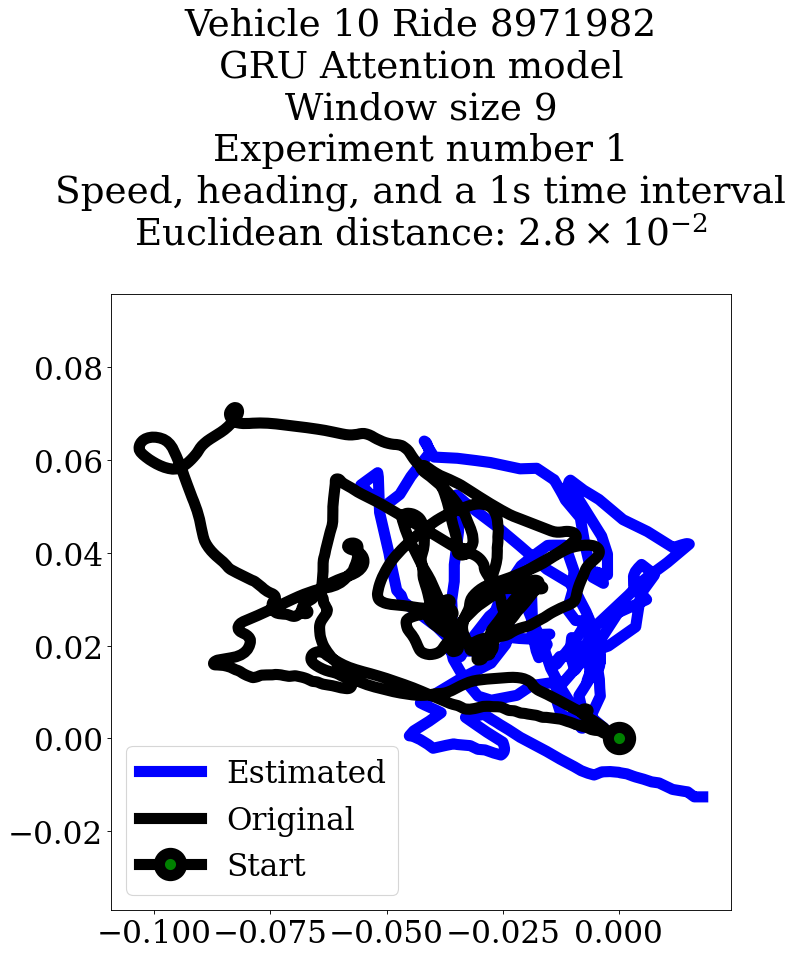 Vehicle 10 Ride 8971982
GRU Attention model
Window size 9
Experiment number 1
Speed, heading, and a 1s time interval
Euclidean distance: 2.8 × 10⁻²
0.08
0.06
0.04
0.02
0.00
−0.02
Estimated
Original
Start
−0.100 −0.075 −0.050 −0.025 0.000